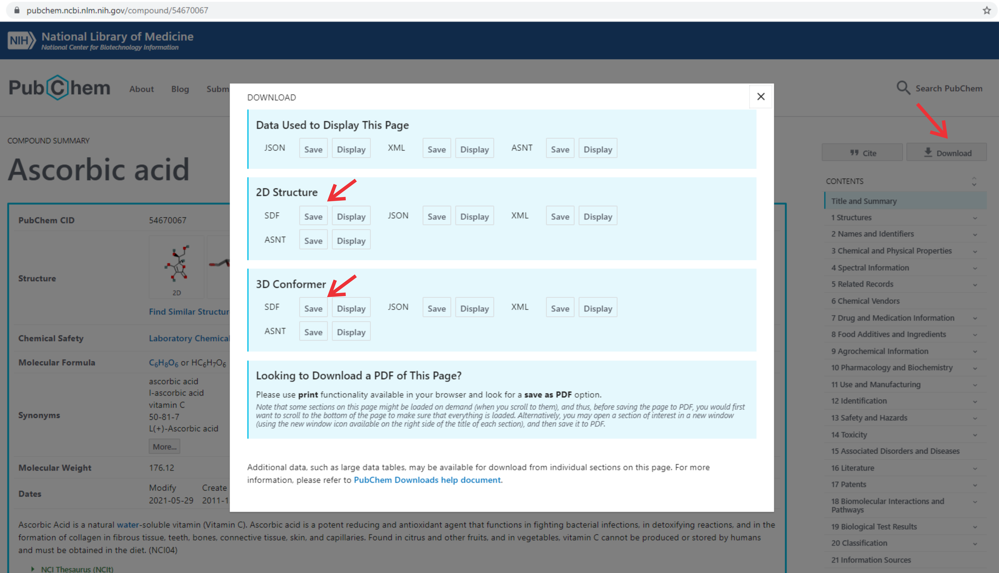 pubchem.ncbi.nlm.nih.gov/compound/54670067
NIH
National Library of Medicine
National Center for Biotechnology Information
PubChem
About Blog Subm
Search PubChem
COMPOUND SUMMARY
Ascorbic acid
PubChem CID 54670067
Structure
2D
Find Similar Structur
Chemical Safety Laboratory Chemical
Molecular Formula C₆H₈O₆ or HC₆H₇O₆
Synonyms
ascorbic acid
l-ascorbic acid
vitamin C
50-81-7
L(+)-Ascorbic acid
More...
Molecular Weight 176.12
Dates
Modify Create
2021-05-29 2011-1
Ascorbic Acid is a natural water-soluble vitamin (Vitamin C). Ascorbic acid is a potent reducing and antioxidant agent that functions in fighting bacterial infections, in detoxifying reactions, and in the
formation of collagen in fibrous tissue, teeth, bones, connective tissue, skin, and capillaries. Found in citrus and other fruits, and in vegetables, vitamin C cannot be produced or stored by humans
and must be obtained in the diet. (NCI04)
NCI Thesaurus (NCIt)
DOWNLOAD
Data Used to Display This Page
JSON Save Display XML Save Display ASNT Save Display
2D Structure
SDF Save Display JSON Save Display XML Save Display
ASNT Save Display
3D Conformer
SDF Save Display JSON Save Display XML Save Display
ASNT Save Display
Looking to Download a PDF of This Page?
Please use print functionality available in your browser and look for a save as PDF option.
Note that some sections on this page might be loaded on demand (when you scroll to them), and thus, before saving the page to PDF, you would first
want to scroll to the bottom of the page to make sure that everything is loaded. Alternatively, you may open a section of interest in a new window
(using the new window icon available on the right side of the title of each section), and then save it to PDF.
Additional data, such as large data tables, may be available for download from individual sections on this page. For more
information, please refer to PubChem Downloads help document.
Cite Download
CONTENTS
Title and Summary
1 Structures
2 Names and Identifiers
3 Chemical and Physical Properties
4 Spectral Information
5 Related Records
6 Chemical Vendors
7 Drug and Medication Information
8 Food Additives and Ingredients
9 Agrochemical Information
10 Pharmacology and Biochemistry
11 Use and Manufacturing
12 Identification
13 Safety and Hazards
14 Toxicity
15 Associated Disorders and Diseases
16 Literature
17 Patents
18 Biomolecular Interactions and
Pathways
19 Biological Test Results
20 Classification
21 Information Sources